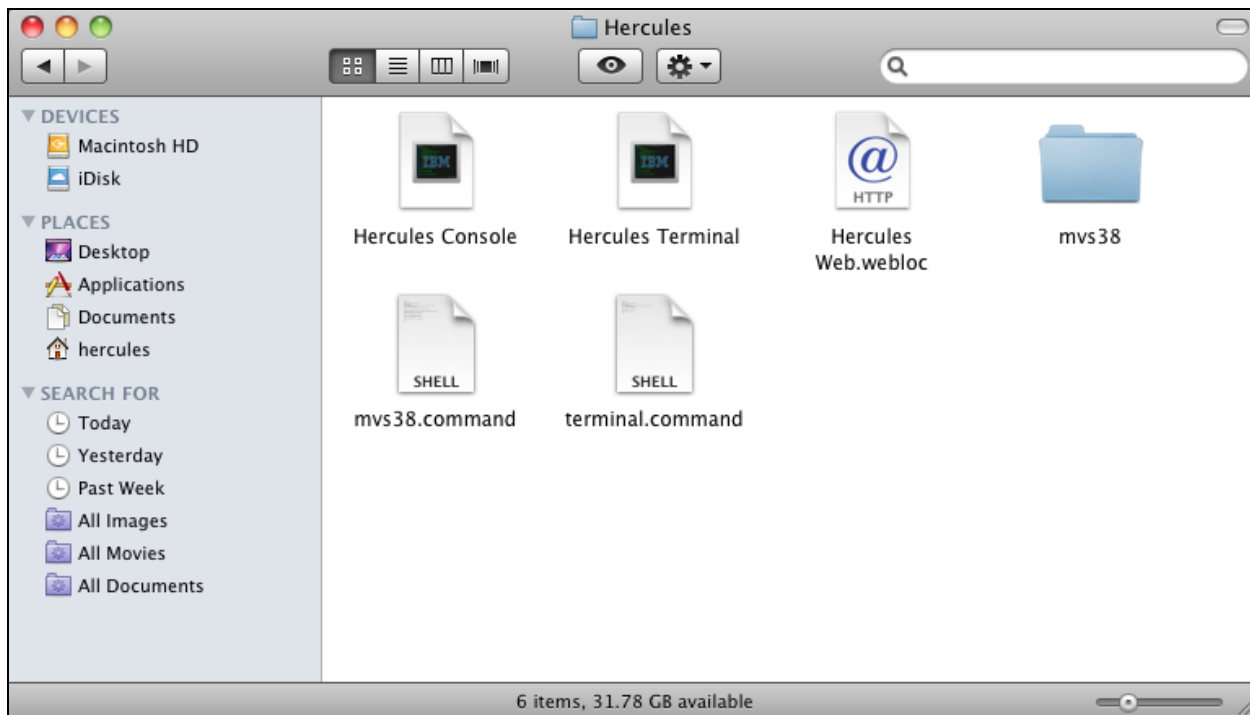 Hercules
DEVICES
Macintosh HD
iDisk
PLACES
Desktop
Applications
Documents
hercules
SEARCH FOR
Today
Yesterday
Past Week
All Images
All Movies
All Documents
IBM
IBM
@
HTTP
Hercules Console
Hercules Terminal
Hercules
Web.webloc
mvs38
SHELL
SHELL
mvs38.command
terminal.command
6 items, 31.78 GB available